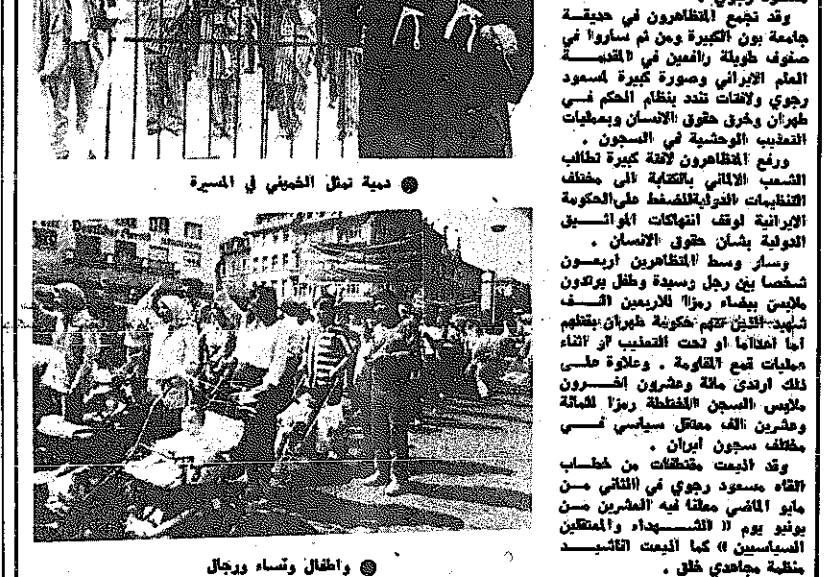 وقد تجمع المتظاهرون في حديقة
جامعة بون الكبيرة ومن ثم ساروا في
صفوف طويلة رافعين في المقدمة
العلم الايراني وصورة كبيرة لمسعود
رجوي ولافتات تندد بنظام الحكم في
طهران وخرق حقوق الانسان وبعمليات
التعذيب الوحشية في السجون .
ورفع المتظاهرون لافتة كبيرة تطالب
الشعب الالماني بالكتابة الى مختلف
التنظيمات الدولية للضغط على الحكومة
الايرانية لوقف انتهاكات المواثيق
الدولية بشان حقوق الانسان .
وسار وسط المتظاهرين اربعون
شخصا بين رجل وسيدة وطفل يرتدون
ملابس بيضاء رمزا للاربعين الف
شهيد الذين تتهم حكومة طهران بقتلهم
اما اعداما او تحت التعذيب او اثناء
عمليات قمع المقاومة . وعلاوة على
ذلك ارتدى مائة وعشرون اخرون
ملابس السجن المخططة رمزا للمائة
وعشرين الف معتقل سياسي في
مختلف سجون ايران .
وقد اذيعت مقتطفات من خطاب
القاه مسعود رجوي في الثاني من
مايو الماضي معلنا فيه العشرين من
يونيو يوم « الشهداء والمعتقلين
السياسيين » كما اذيعت اناشيد
منظمة مجاهدي خلق .
دمية تمثل الخميني في المسيرة
واطفال ونساء ورجال